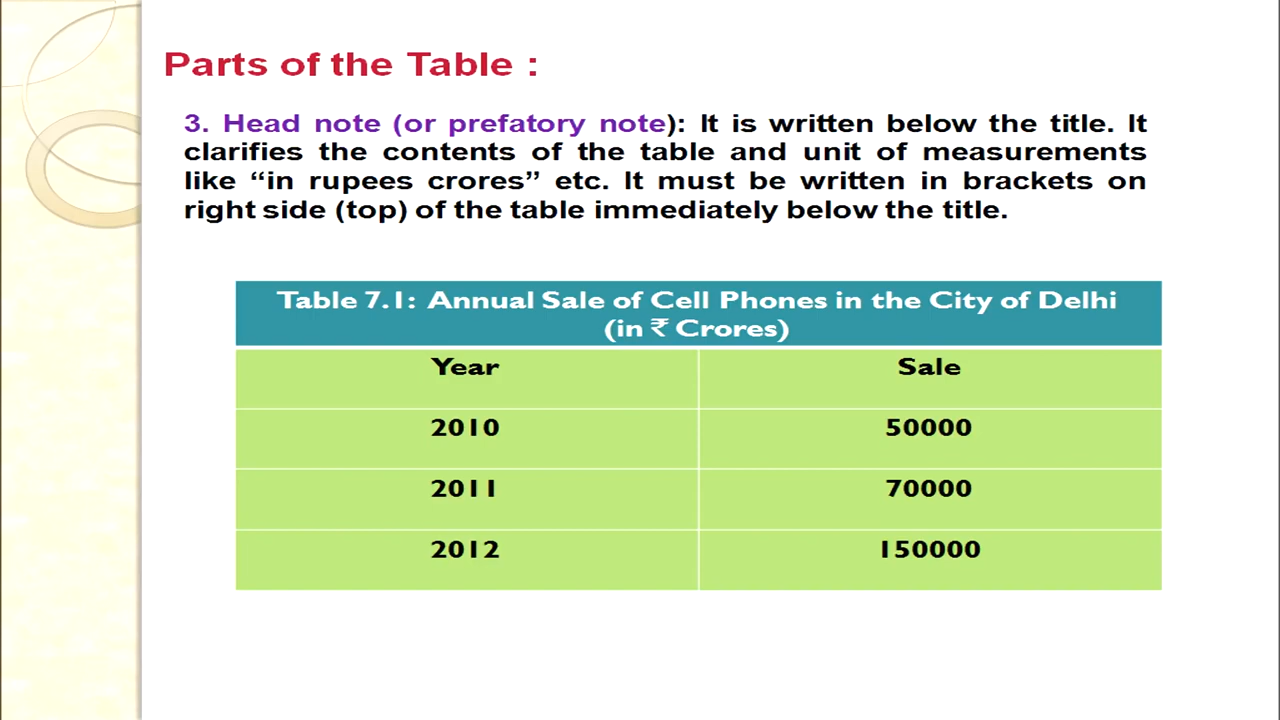 Parts of the Table :
3. Head note (or prefatory note): It is written below the title. It
clarifies the contents of the table and unit of measurements
like “in rupees crores” etc. It must be written in brackets on
right side (top) of the table immediately below the title.
Table 7.1: Annual Sale of Cell Phones in the City of Delhi
(in ₹ Crores)
Year Sale
2010 50000
2011 70000
2012 150000